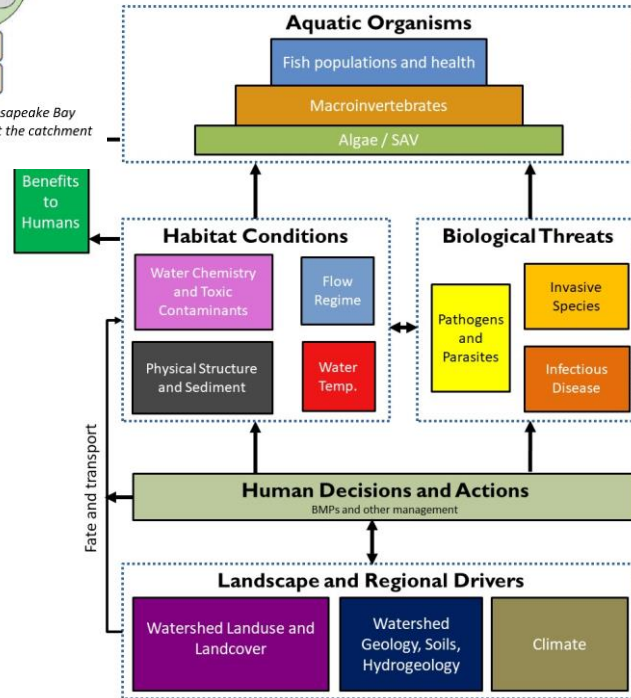 Aquatic Organisms
Fish populations and health
Macroinvertebrates
Algae / SAV
sapeake Bay
t the catchment
Benefits
to
Humans
Habitat Conditions
Water Chemistry
and Toxic
Contaminants
Flow
Regime
Physical Structure
and Sediment
Water
Temp.
Biological Threats
Pathogens
and
Parasites
Invasive
Species
Infectious
Disease
Fate and transport
Human Decisions and Actions
BMPs and other management
Landscape and Regional Drivers
Watershed Landuse and
Landcover
Watershed
Geology, Soils,
Hydrogeology
Climate